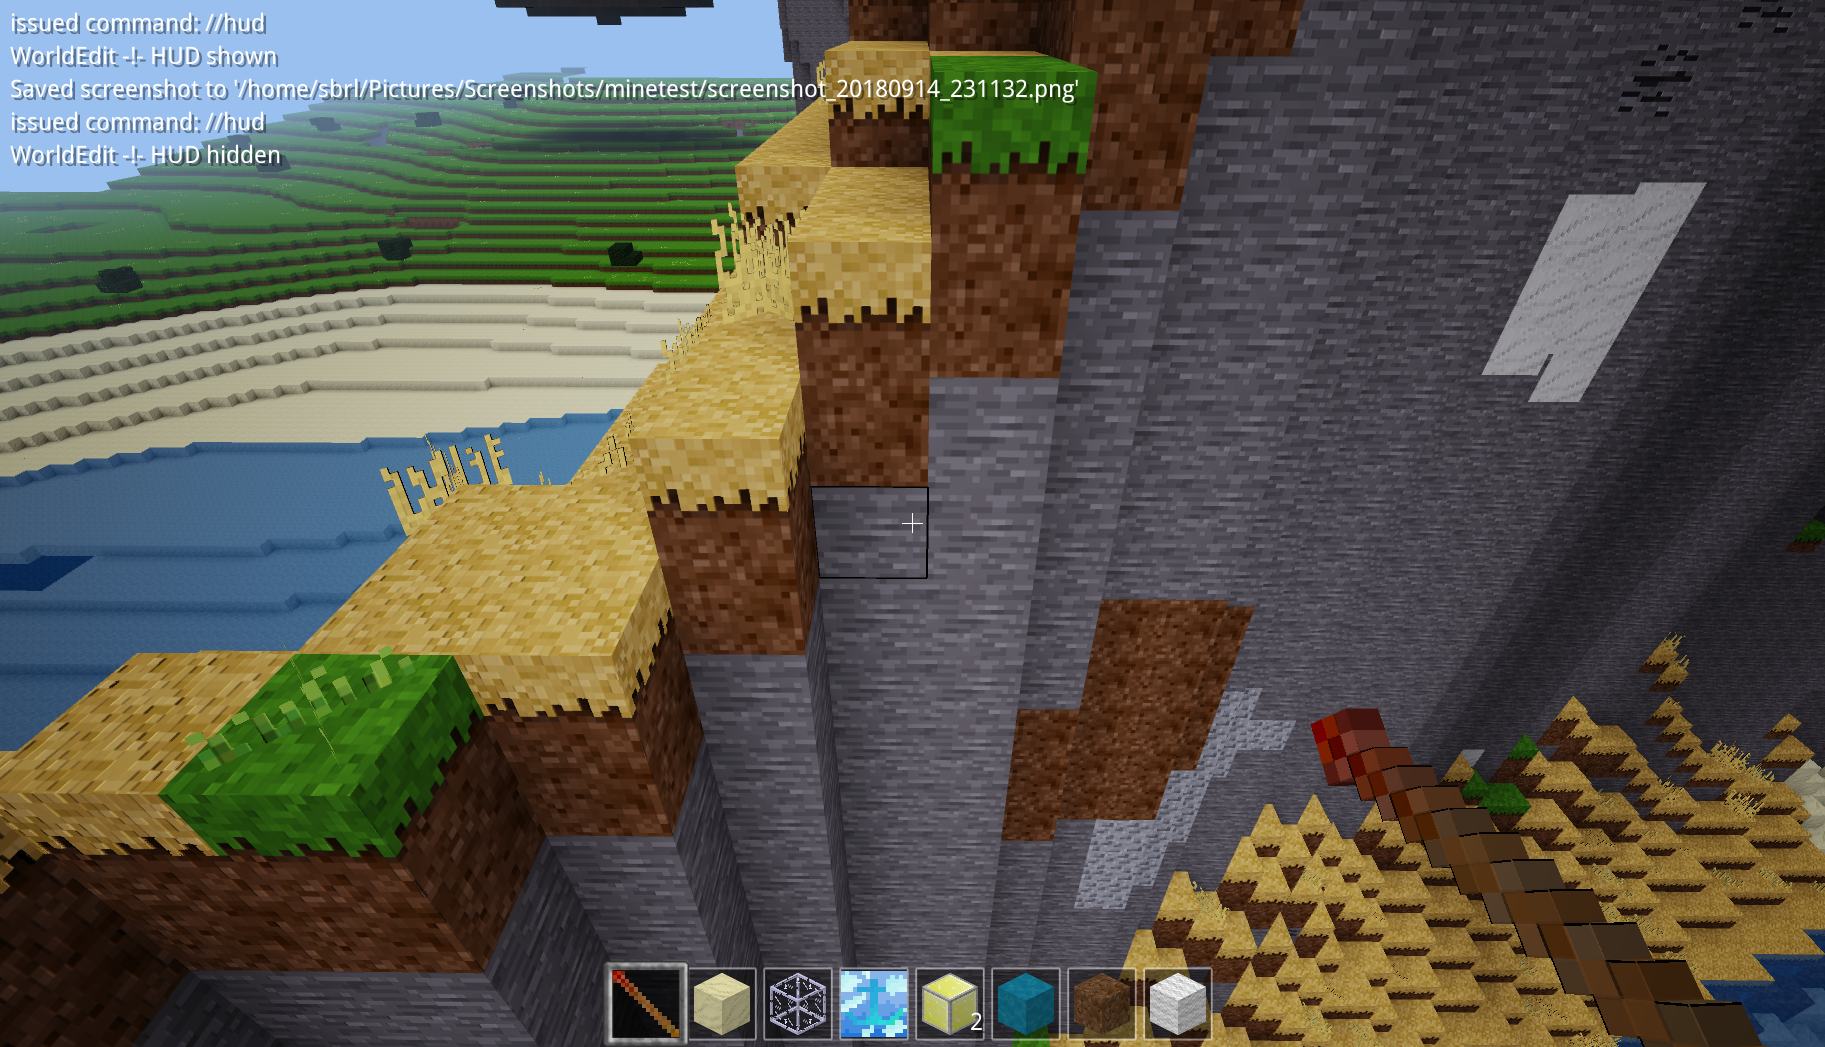 issued command: //hud
WorldEdit -!- HUD shown
Saved screenshot to '/home/sbrl/Pictures/Screenshots/minetest/screenshot_20180914_231132.png'
issued command: //hud
WorldEdit -!- HUD hidden
2